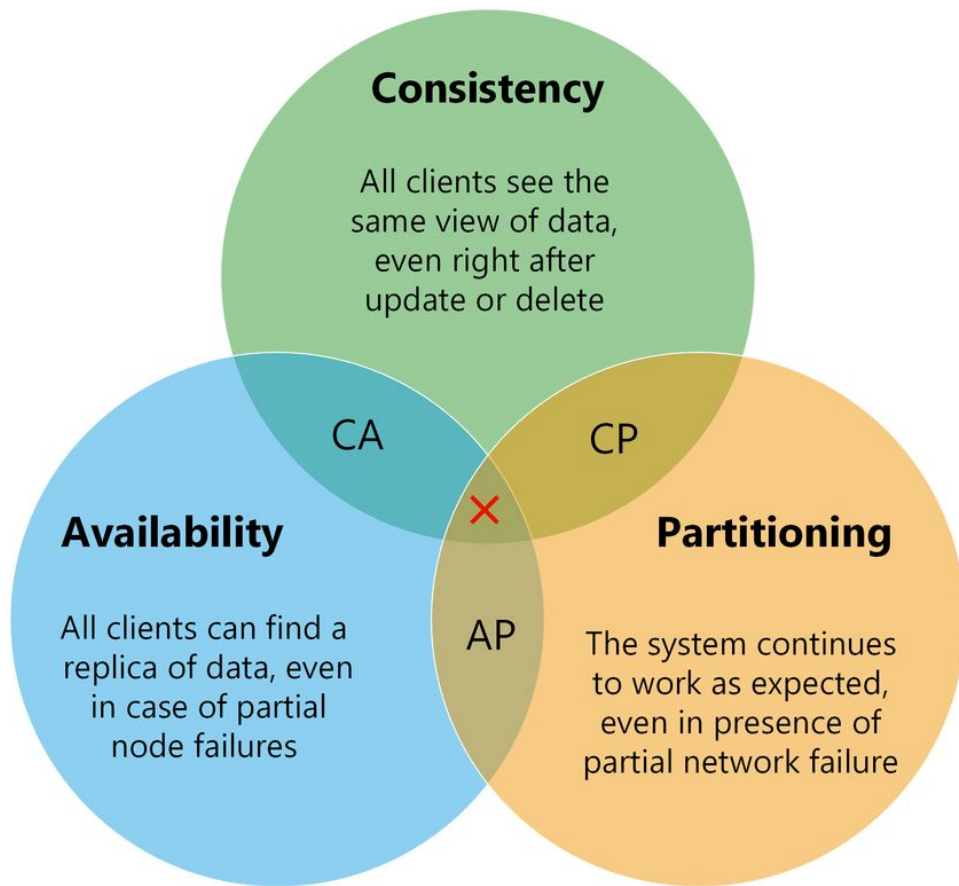 Consistency
All clients see the
same view of data,
even right after
update or delete
CA
CP
Availability
All clients can find a
replica of data, even
in case of partial
node failures
AP
Partitioning
The system continues
to work as expected,
even in presence of
partial network failure